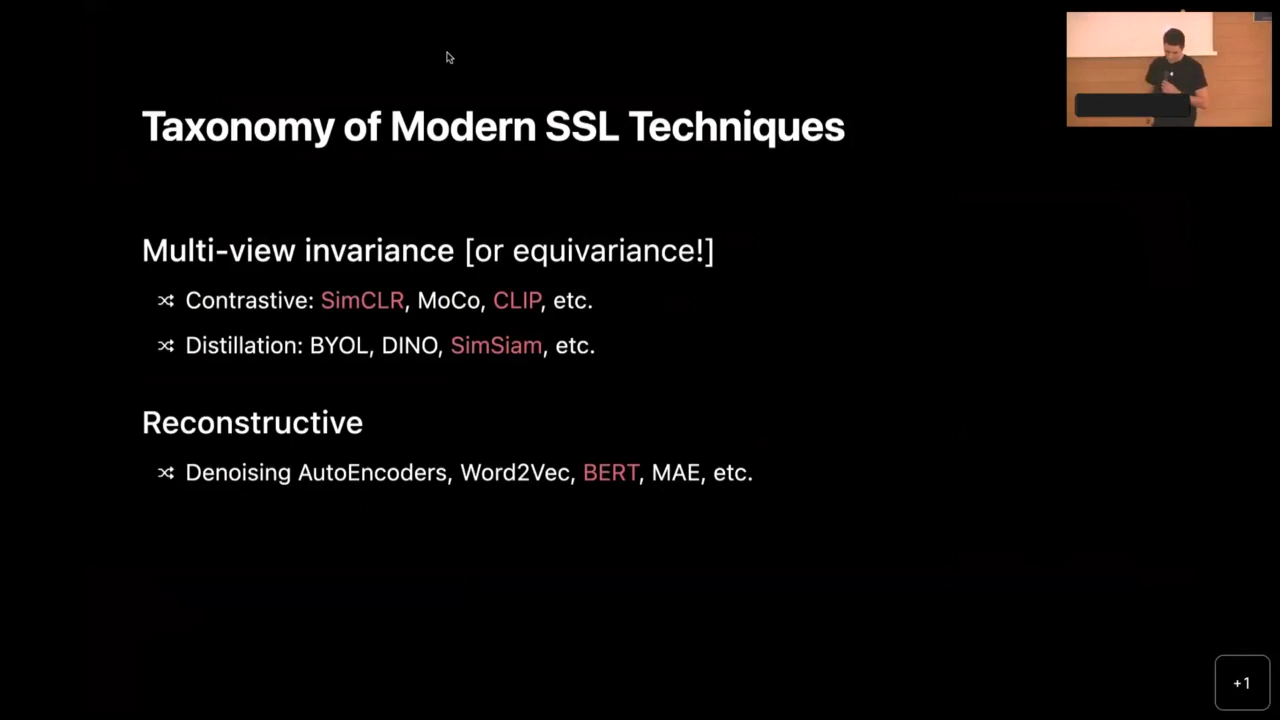 Taxonomy of Modern SSL Techniques
Multi-view invariance [or equivariance!]
Contrastive: SimCLR, MoCo, CLIP, etc.
Distillation: BYOL, DINO, SimSiam, etc.
Reconstructive
Denoising AutoEncoders, Word2Vec, BERT, MAE, etc.
+1